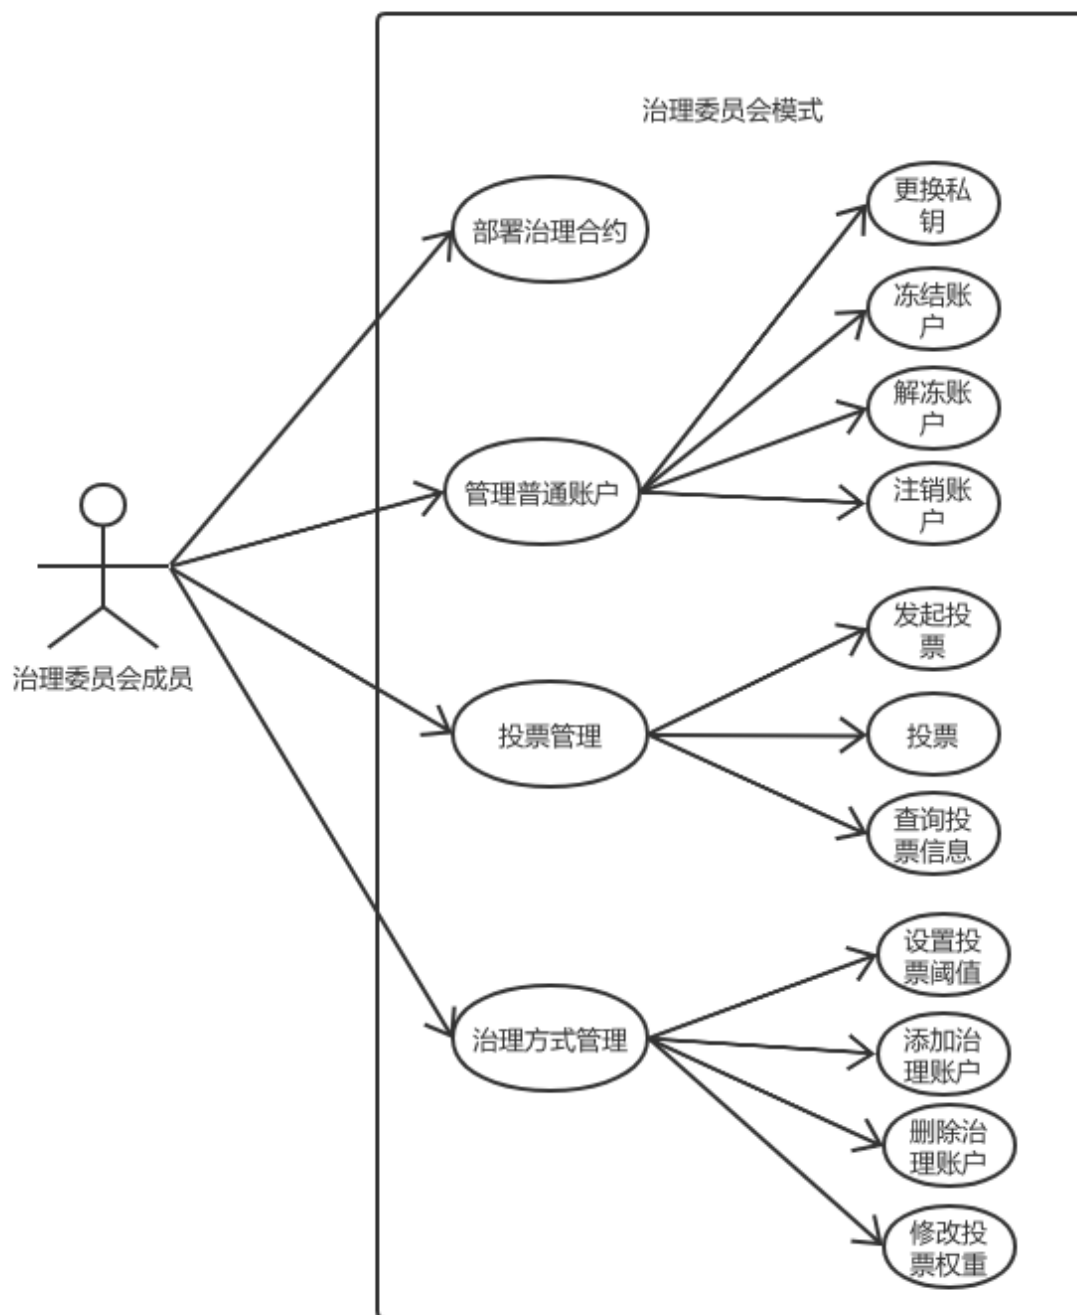 治理委员会模式
部署治理合约
更换私
钥
冻结账
户
解冻账
户
管理普通账户
注销账
户
治理委员会成员
发起投
票
投票管理
投票
查询投
票信息
设置投
票阈值
治理方式管理
添加治
理账户
删除治
理账户
修改投
票权重